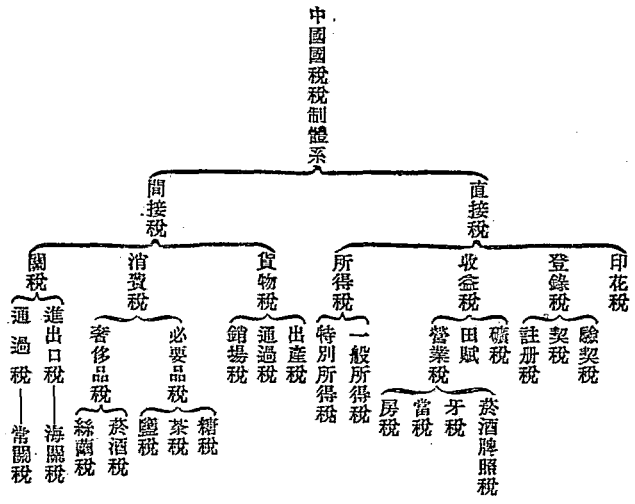 中國國稅稅制體系
直接稅
間接稅
印花稅
登錄稅
收益稅
所得稅
貨物稅
消費稅
關稅
驗契稅
契稅
註册稅
礦稅
田賦
營業稅
一般所得稅
特別所得稅
出產稅
通過稅
銷場稅
必要品稅
奢侈品稅
進出口稅
通過稅
菸酒牌照稅
牙稅
當稅
房稅
糖稅
茶稅
鹽稅
菸酒稅
絲繭稅
海關稅
常關稅